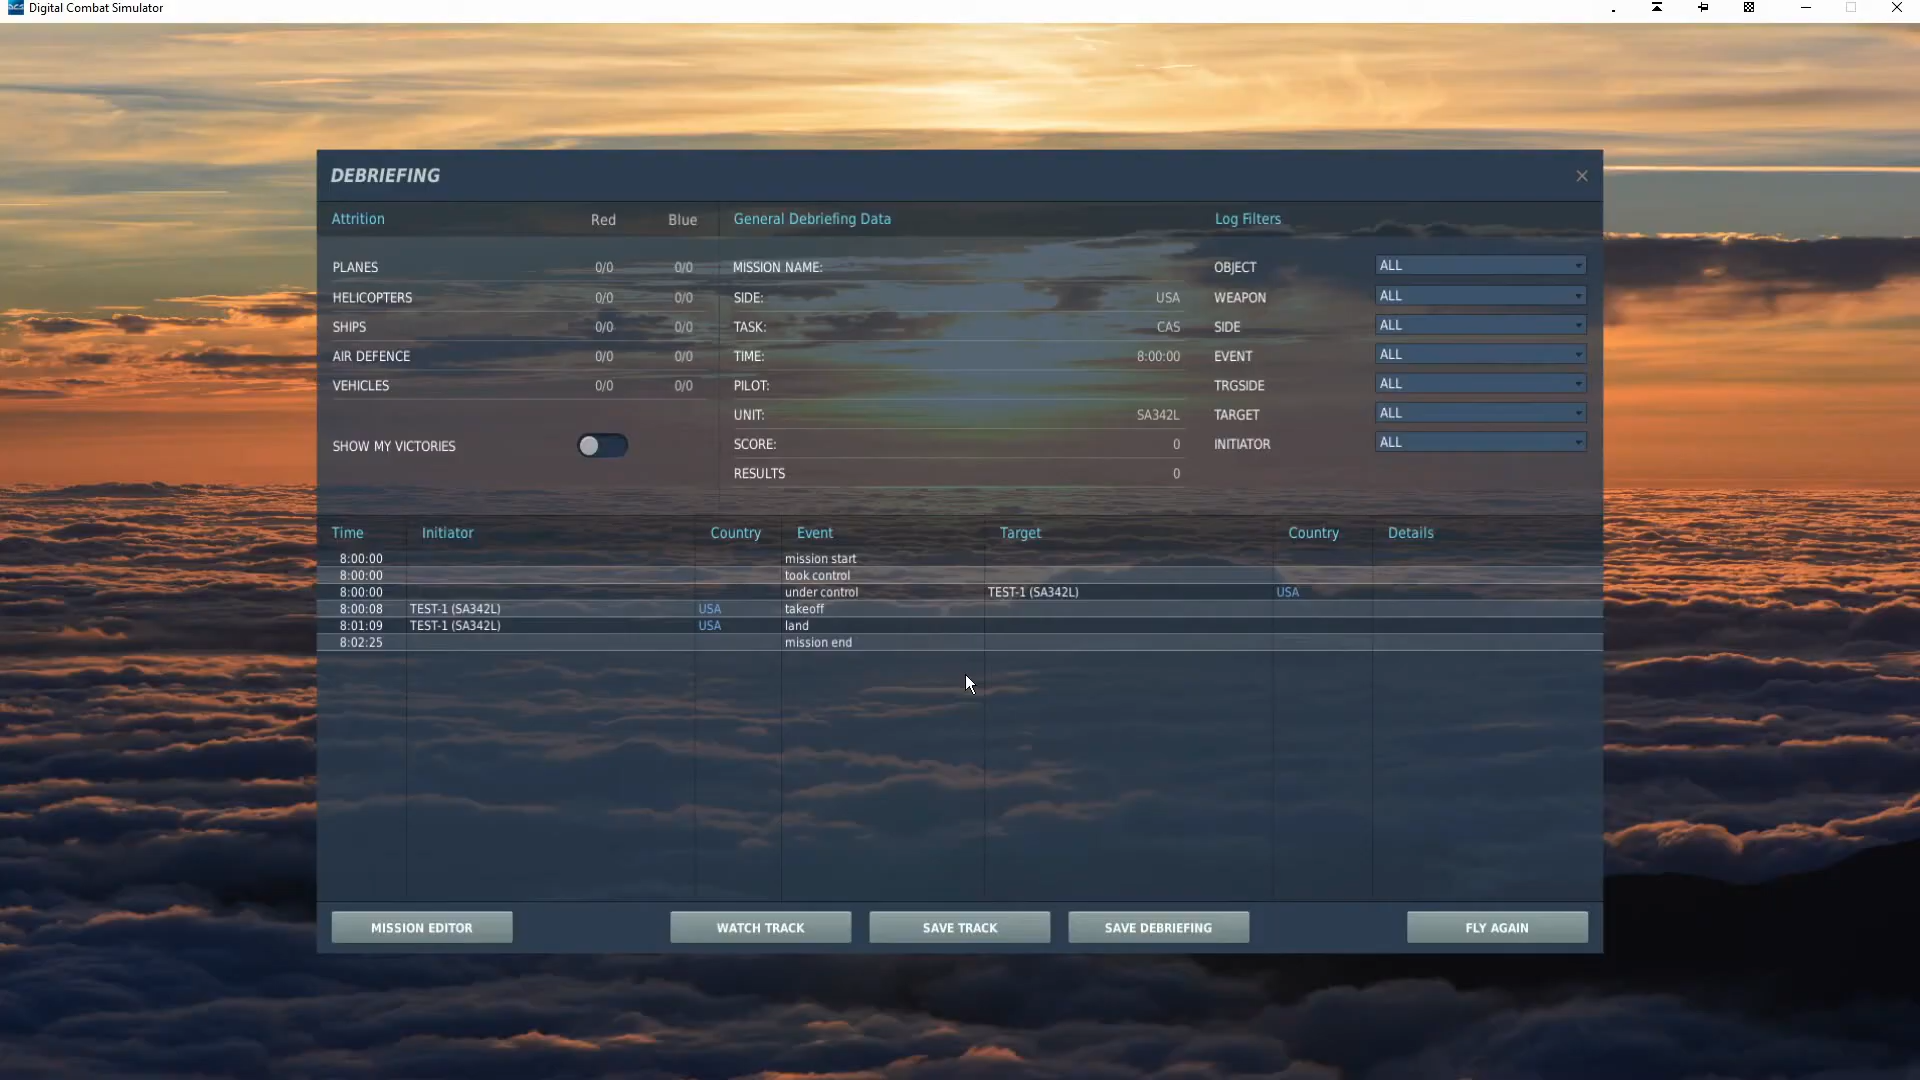 Digital Combat Simulator
DEBRIEFING
Attrition Red Blue General Debriefing Data Log Filters
PLANES 0/0 0/0 MISSION NAME: OBJECT ALL
HELICOPTERS 0/0 0/0 SIDE: USA WEAPON ALL
SHIPS 0/0 0/0 TASK: CAS SIDE ALL
AIR DEFENCE 0/0 0/0 TIME: 8:00:00 EVENT ALL
VEHICLES 0/0 0/0 PILOT: TRGSIDE ALL
UNIT: SA342L TARGET ALL
SHOW MY VICTORIES SCORE: 0 INITIATOR ALL
RESULTS 0
Time Initiator Country Event Target Country Details
8:00:00 mission start
8:00:00 took control
8:00:00 under control TEST-1 (SA342L) USA
8:00:08 TEST-1 (SA342L) USA takeoff
8:01:09 TEST-1 (SA342L) USA land
8:02:25 mission end
MISSION EDITOR WATCH TRACK SAVE TRACK SAVE DEBRIEFING FLY AGAIN